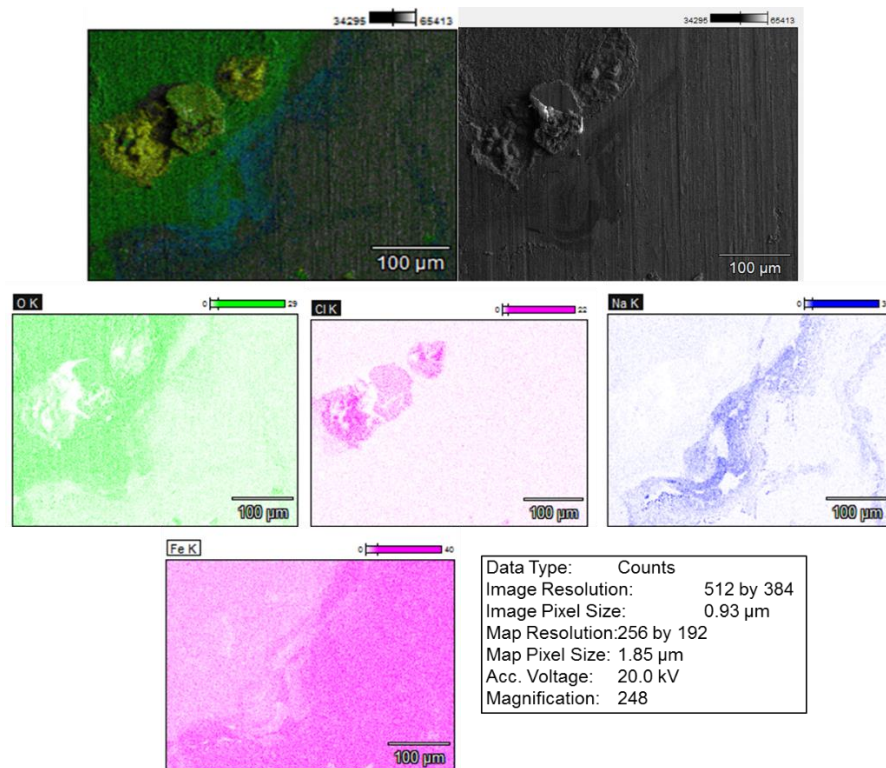 34295 65413
34295 65413
100 µm
100 µm
O K 0 29
Cl K 0 22
Na K 0 3
100 µm
100 µm
100 µm
Fe K 0 40
100 µm
Data Type: Counts
Image Resolution: 512 by 384
Image Pixel Size: 0.93 µm
Map Resolution:256 by 192
Map Pixel Size: 1.85 µm
Acc. Voltage: 20.0 kV
Magnification: 248